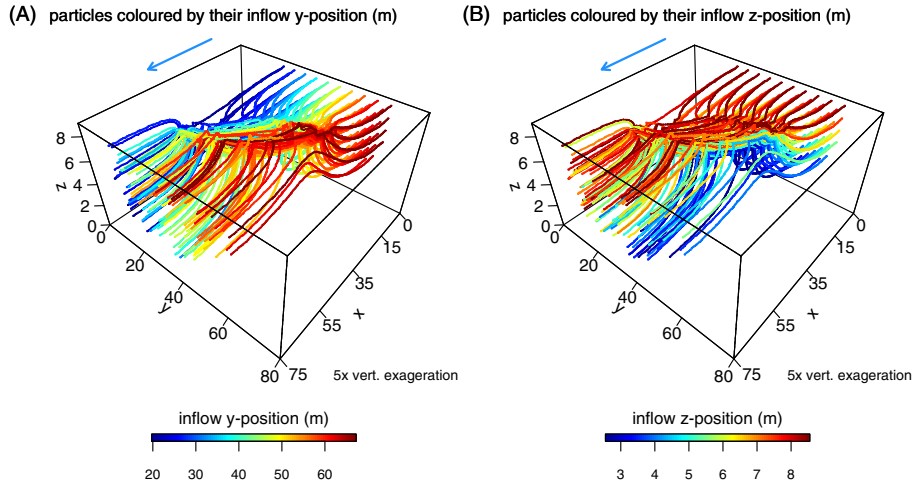 (A) particles coloured by their inflow y-position (m)
8
6
4
2
0
z
0
20
40
60
80
y
0
15
35
55
75
x
5x vert. exageration
inflow y-position (m)
20 30 40 50 60
(B) particles coloured by their inflow z-position (m)
8
6
4
2
0
z
0
20
40
60
80
y
0
15
35
55
75
x
5x vert. exageration
inflow z-position (m)
3 4 5 6 7 8